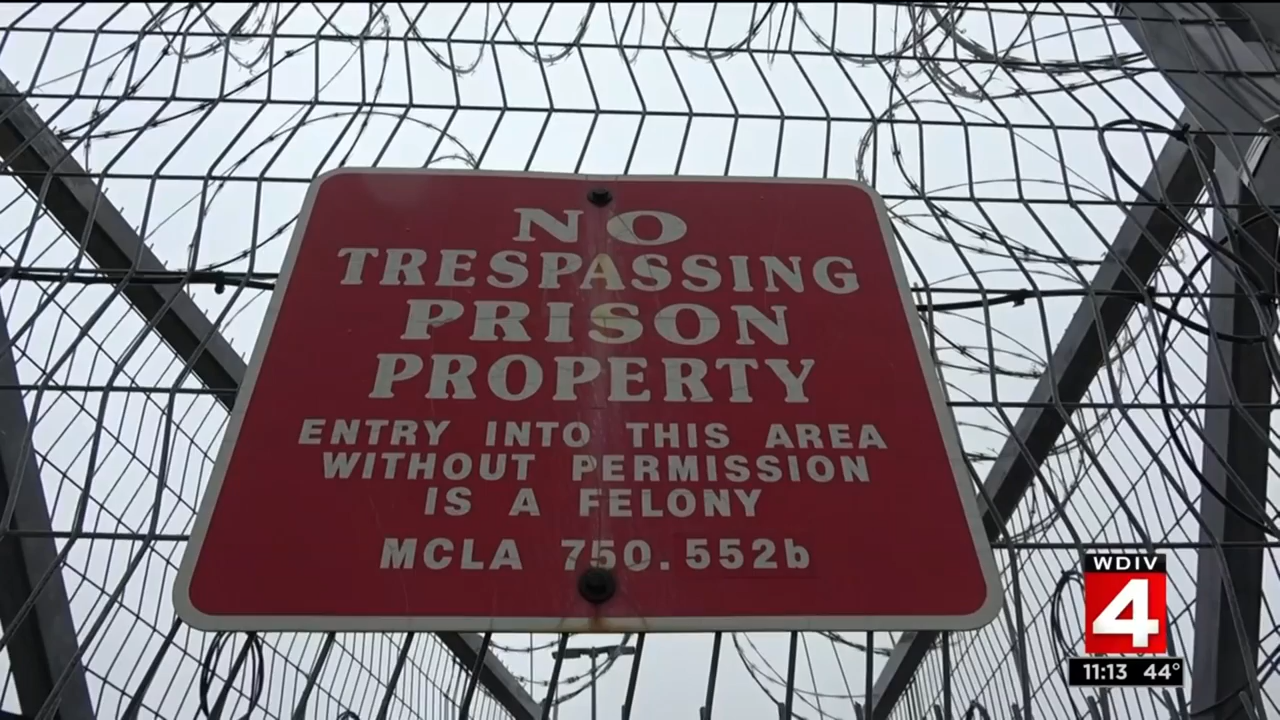 NO
TRESPASSING
PRISON
PROPERTY
ENTRY INTO THIS AREA
WITHOUT PERMISSION
IS A FELONY
MCLA 750.552b
WDIV
4
11:13 44°